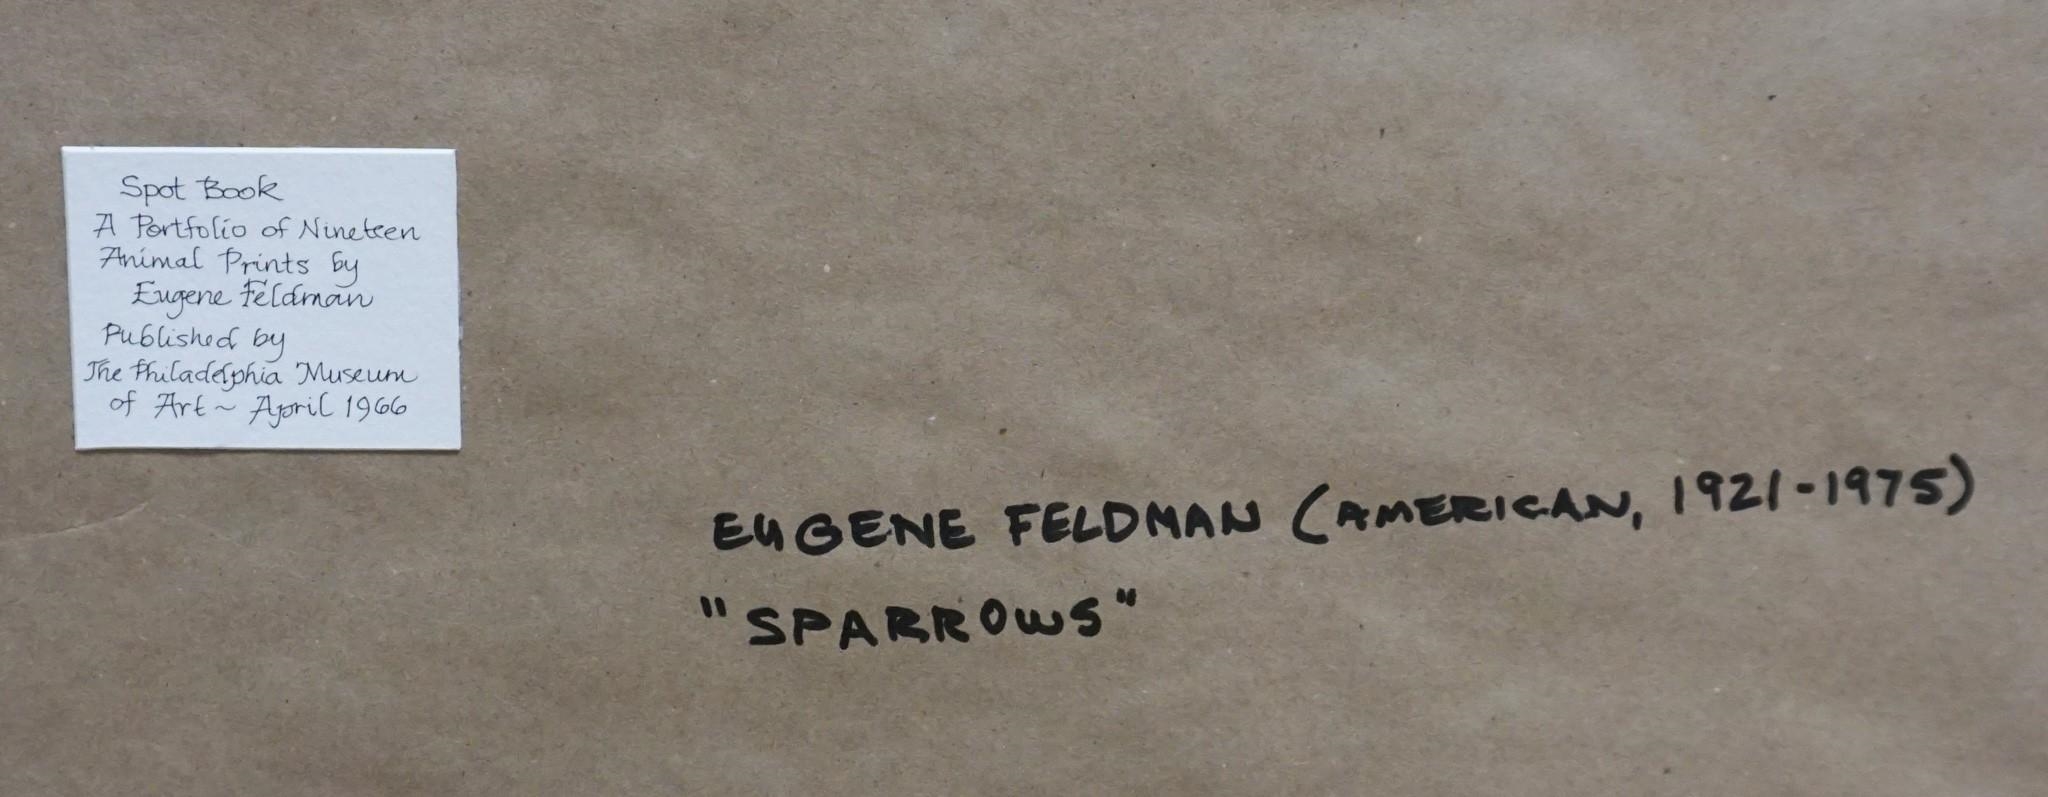 Spot Book
A Portfolio of Nineteen
Animal Prints by
Eugene Feldman
Published by
The Philadelphia Museum
of Art ~ April 1966
EUGENE FELDMAN (AMERICAN, 1921-1975)
"SPARROWS"